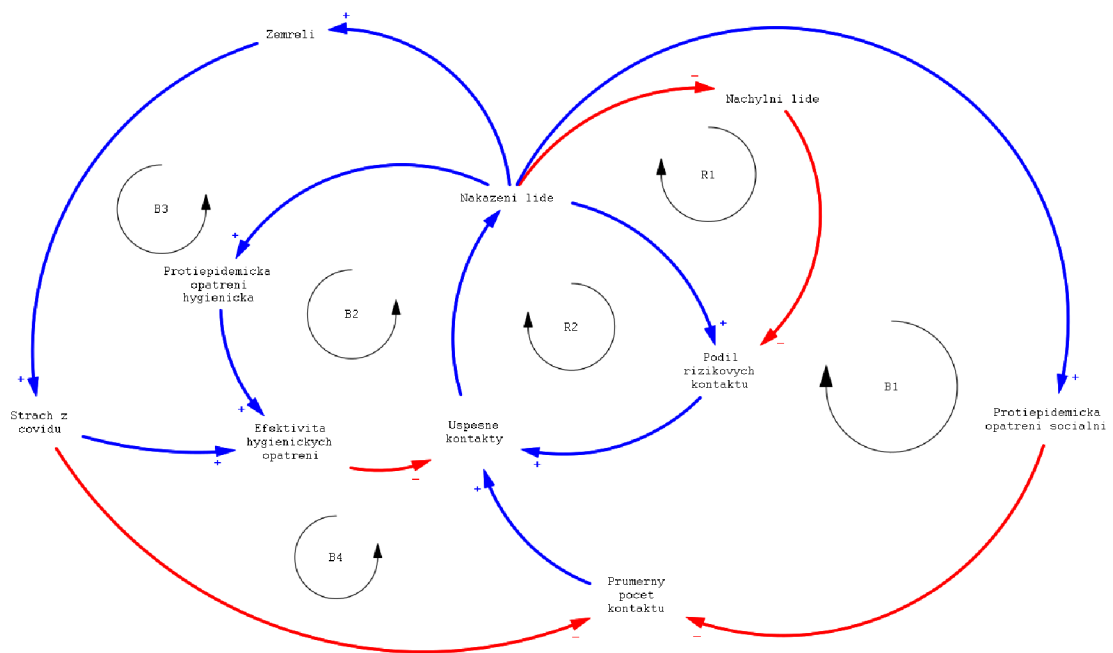 +
Zemreli
−
Nachylni lide
R1
Nakazeni lide
B3
+
Protiepidemicka
opatreni
hygienicka
B2
R2
+
−
Podil
rizikovych
kontaktu
+
+
B1
Strach z
covidu
+
Efektivita
hygienickych
opatreni
Uspesne
kontakty
Protiepidemicka
opatreni socialni
+
+
−
+
B4
Prumerny
pocet
kontaktu
−
−